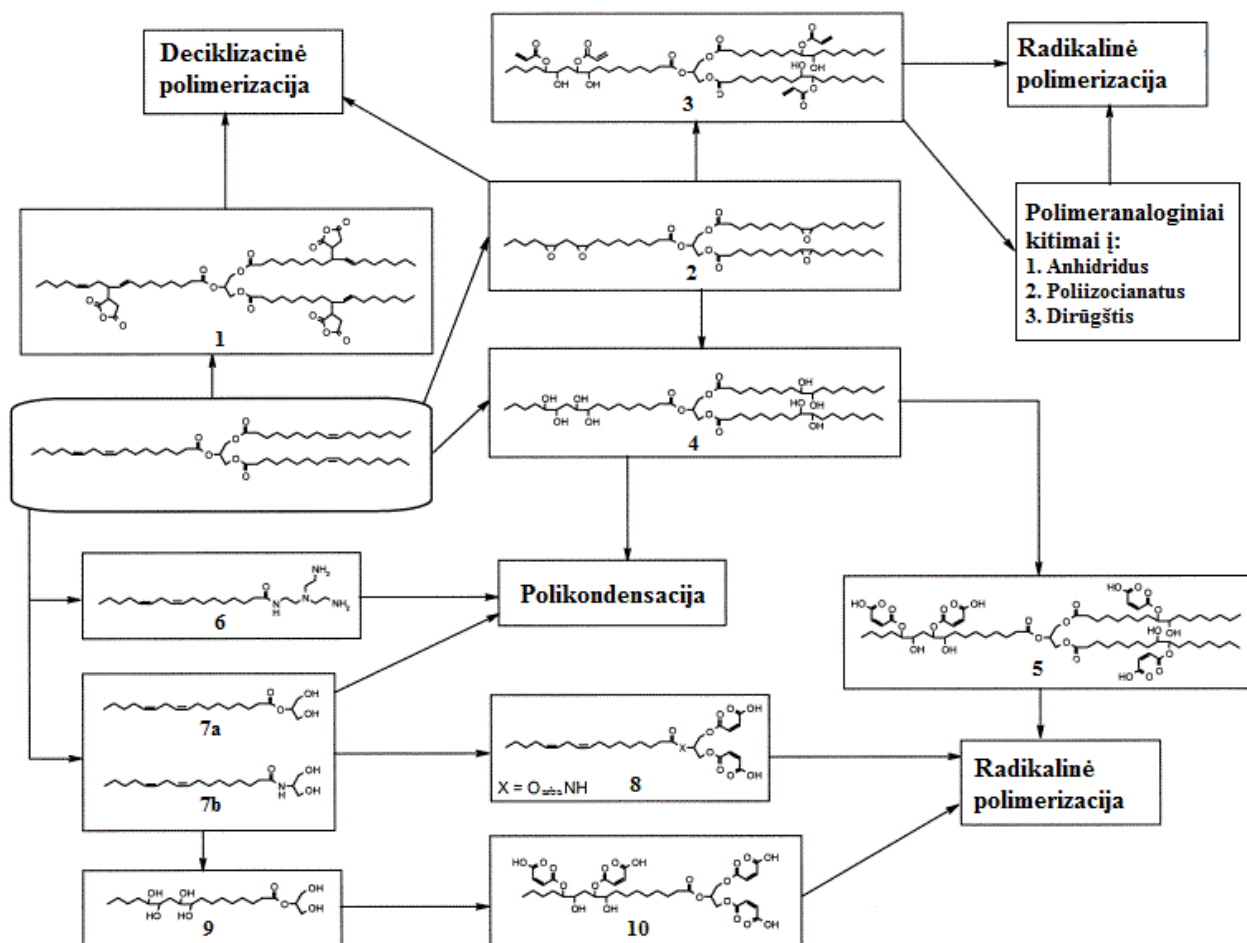 Deciklizacinė
polimerizacija
3
Radikalinė
polimerizacija
1
2
Polimeranaloginiai
kitimai į:
1. Anhidridus
2. Poliizocianatus
3. Dirūgštis
4
6
Polikondensacija
5
7a
7b
X = O NH
8
Radikalinė
polimerizacija
9
10